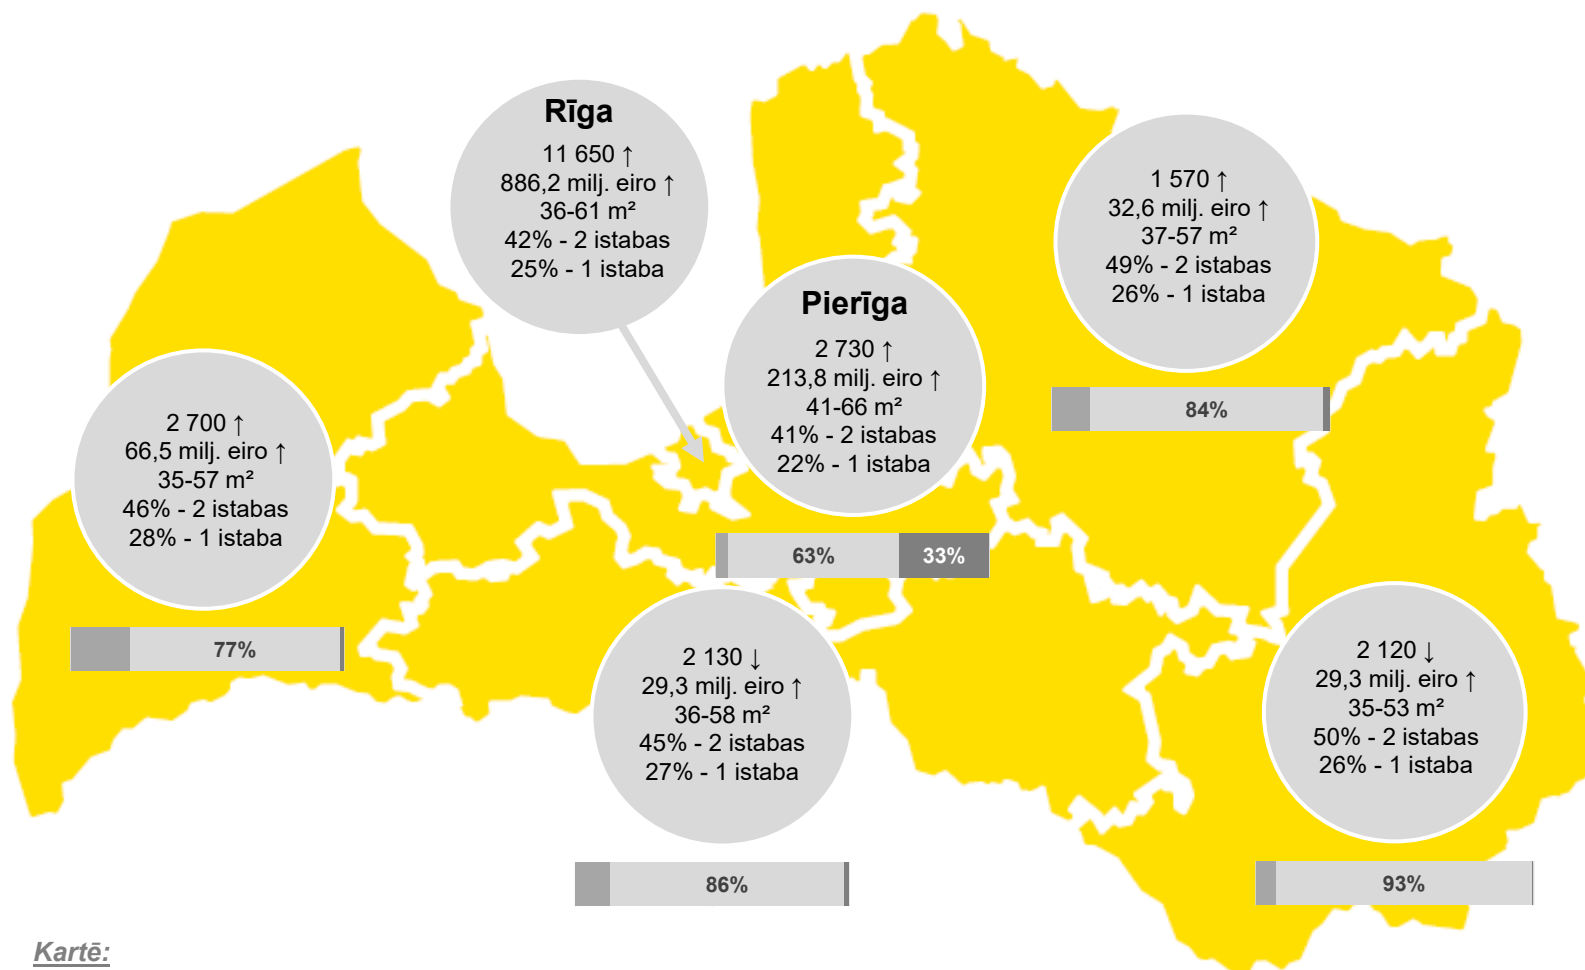 Rīga
11 650 ↑
886,2 milj. eiro ↑
36-61 m²
42% - 2 istabas
25% - 1 istaba
1 570 ↑
32,6 milj. eiro ↑
37-57 m²
49% - 2 istabas
26% - 1 istaba
84%
Pierīga
2 730 ↑
213,8 milj. eiro ↑
41-66 m²
41% - 2 istabas
22% - 1 istaba
63% 33%
2 700 ↑
66,5 milj. eiro ↑
35-57 m²
46% - 2 istabas
28% - 1 istaba
77%
2 130 ↓
29,3 milj. eiro ↑
36-58 m²
45% - 2 istabas
27% - 1 istaba
86%
2 120 ↓
29,3 milj. eiro ↑
35-53 m²
50% - 2 istabas
26% - 1 istaba
93%
Kartē: